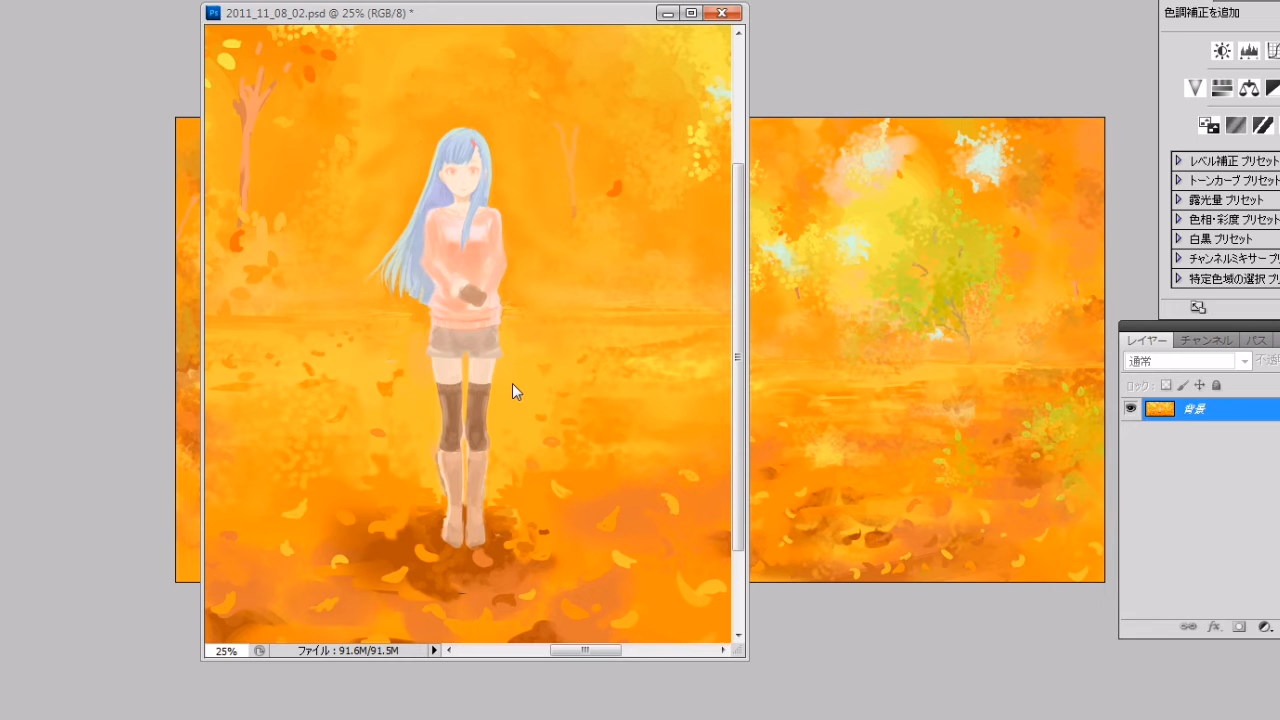 Ps 2011_11_08_02.psd @ 25% (RGB/8) *
色調補正を追加
レベル補正 プリセット
トーンカーブ プリセット
露光量 プリセット
色相・彩度 プリセット
白黒 プリセット
チャンネルミキサー プリ
特定色域の選択 プリ
レイヤー チャンネル パス
通常
ロック:
背景
fx.
25% ファイル : 91.6M/91.5M